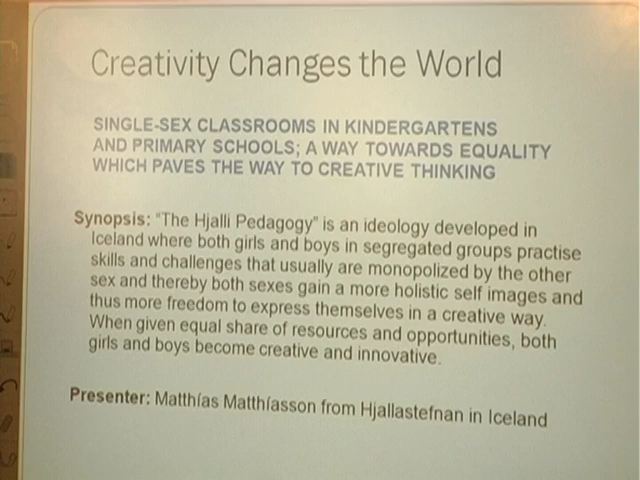 Creativity Changes the World
SINGLE-SEX CLASSROOMS IN KINDERGARTENS
AND PRIMARY SCHOOLS; A WAY TOWARDS EQUALITY
WHICH PAVES THE WAY TO CREATIVE THINKING
Synopsis: “The Hjalli Pedagogy” is an ideology developed in
Iceland where both girls and boys in segregated groups practise
skills and challenges that usually are monopolized by the other
sex and thereby both sexes gain a more holistic self images and
thus more freedom to express themselves in a creative way.
When given equal share of resources and opportunities, both
girls and boys become creative and innovative.
Presenter: Matthías Matthíasson from Hjallastefnan in Iceland